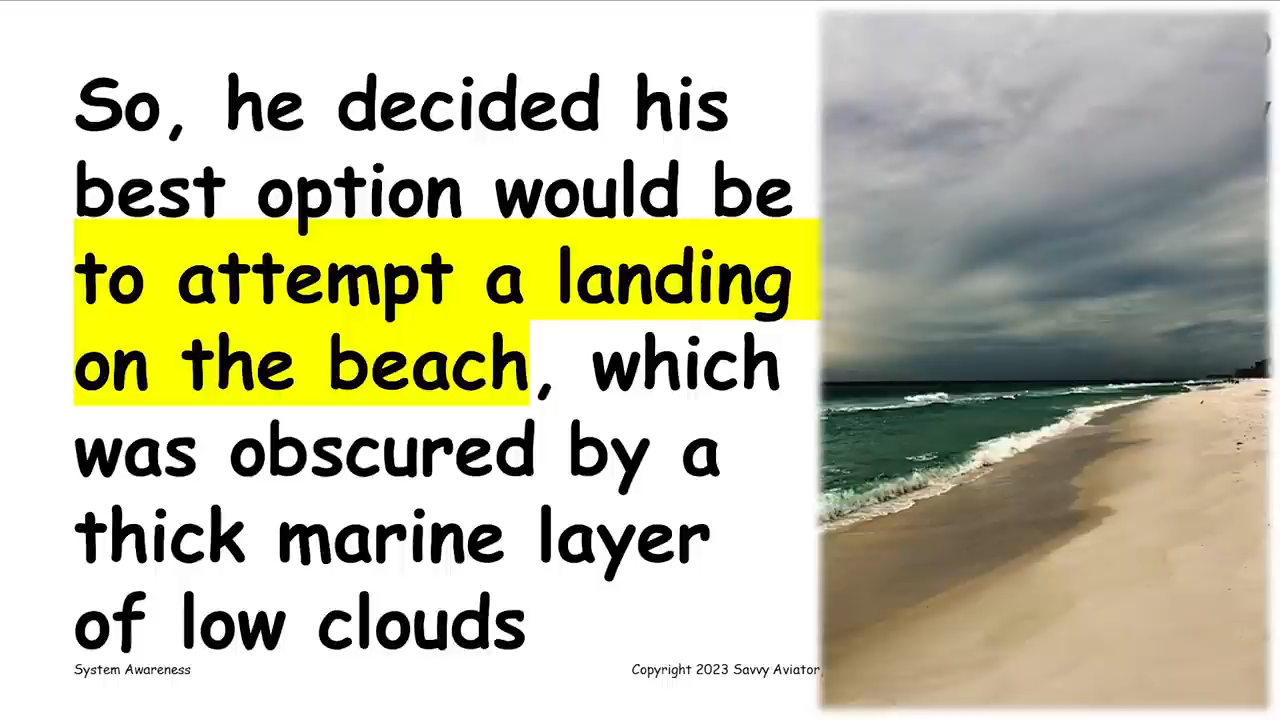 So, he decided his
best option would be
to attempt a landing
on the beach, which
was obscured by a
thick marine layer
of low clouds
System Awareness
Copyright 2023 Savvy Aviator,